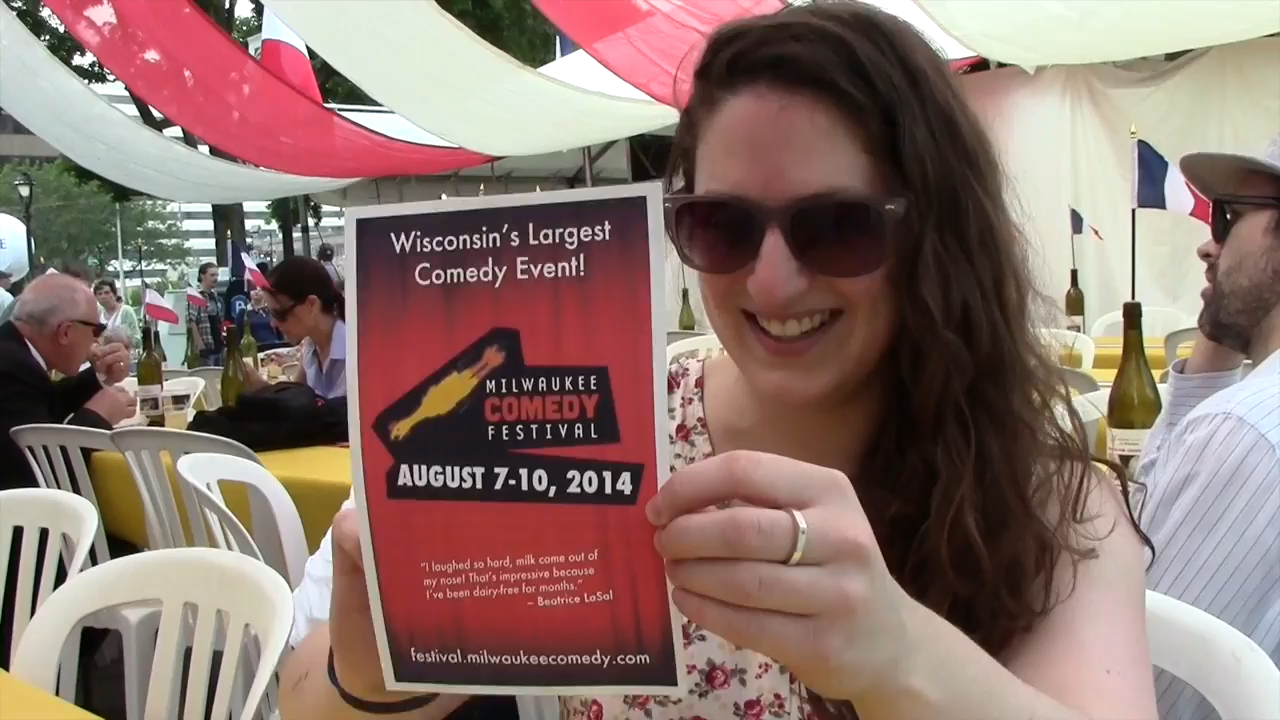 Wisconsin's Largest
Comedy Event!
MILWAUKEE
COMEDY
FESTIVAL
AUGUST 7-10, 2014
"I laughed so hard, milk come out of
my nose! That's impressive because
I've been dairy-free for months."
– Beatrice LaSal
festival.milwaukeecomedy.com